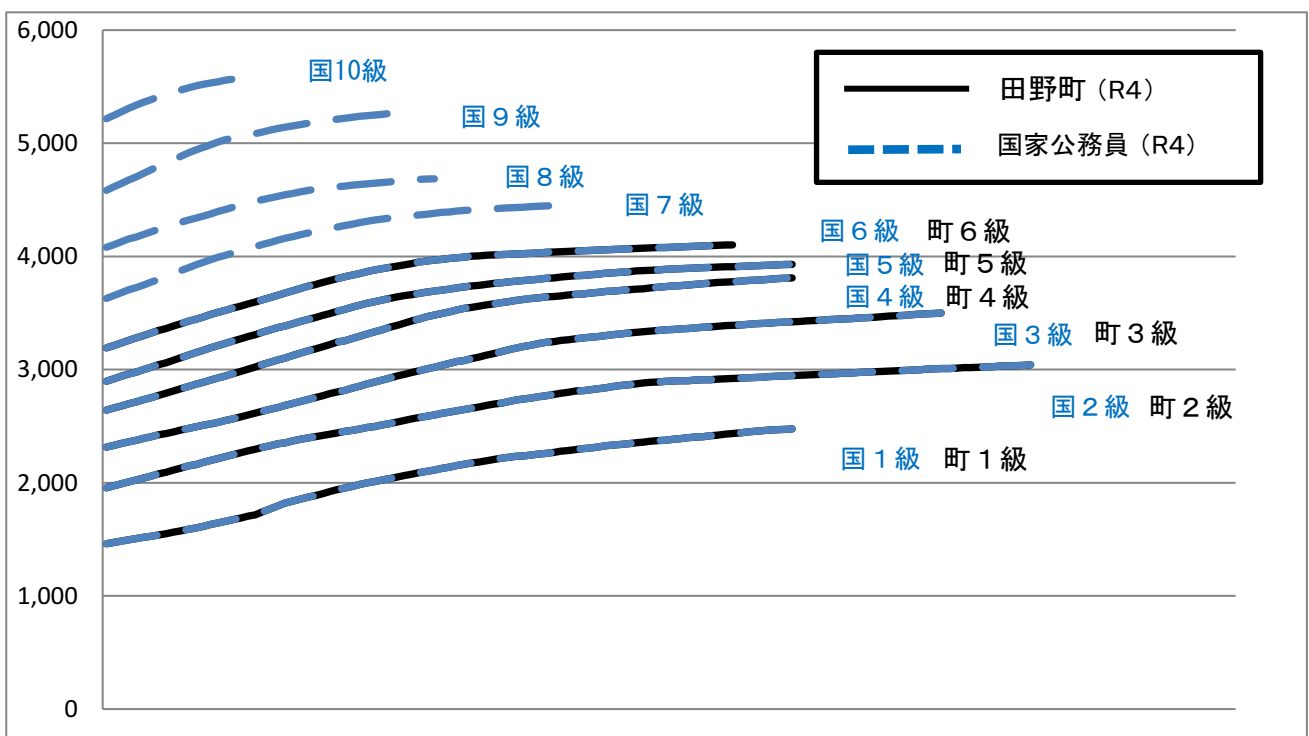 6,000
国10級
田野町（R4）
国９級
国家公務員（R4）
5,000
国８級
国７級
国６級 町６級
4,000
国５級 町５級
国４級 町４級
国３級 町３級
3,000
国２級 町２級
国１級 町１級
2,000
1,000
0